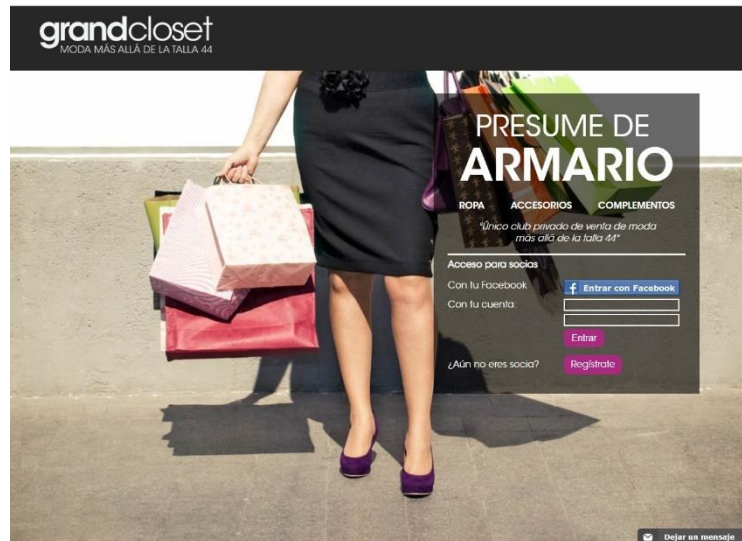 grandcloset
MODA MÁS ALLÁ DE LA TALLA 44
PRESUME DE
ARMARIO
ROPA ACCESORIOS COMPLEMENTOS
"Único club privado de venta de moda
más allá de la talla 44"
Acceso para socias
Con tu Facebook
f Entrar con Facebook
Con tu cuenta:
Entrar
¿Aún no eres socia?
Regístrate
Dejar un mensaje